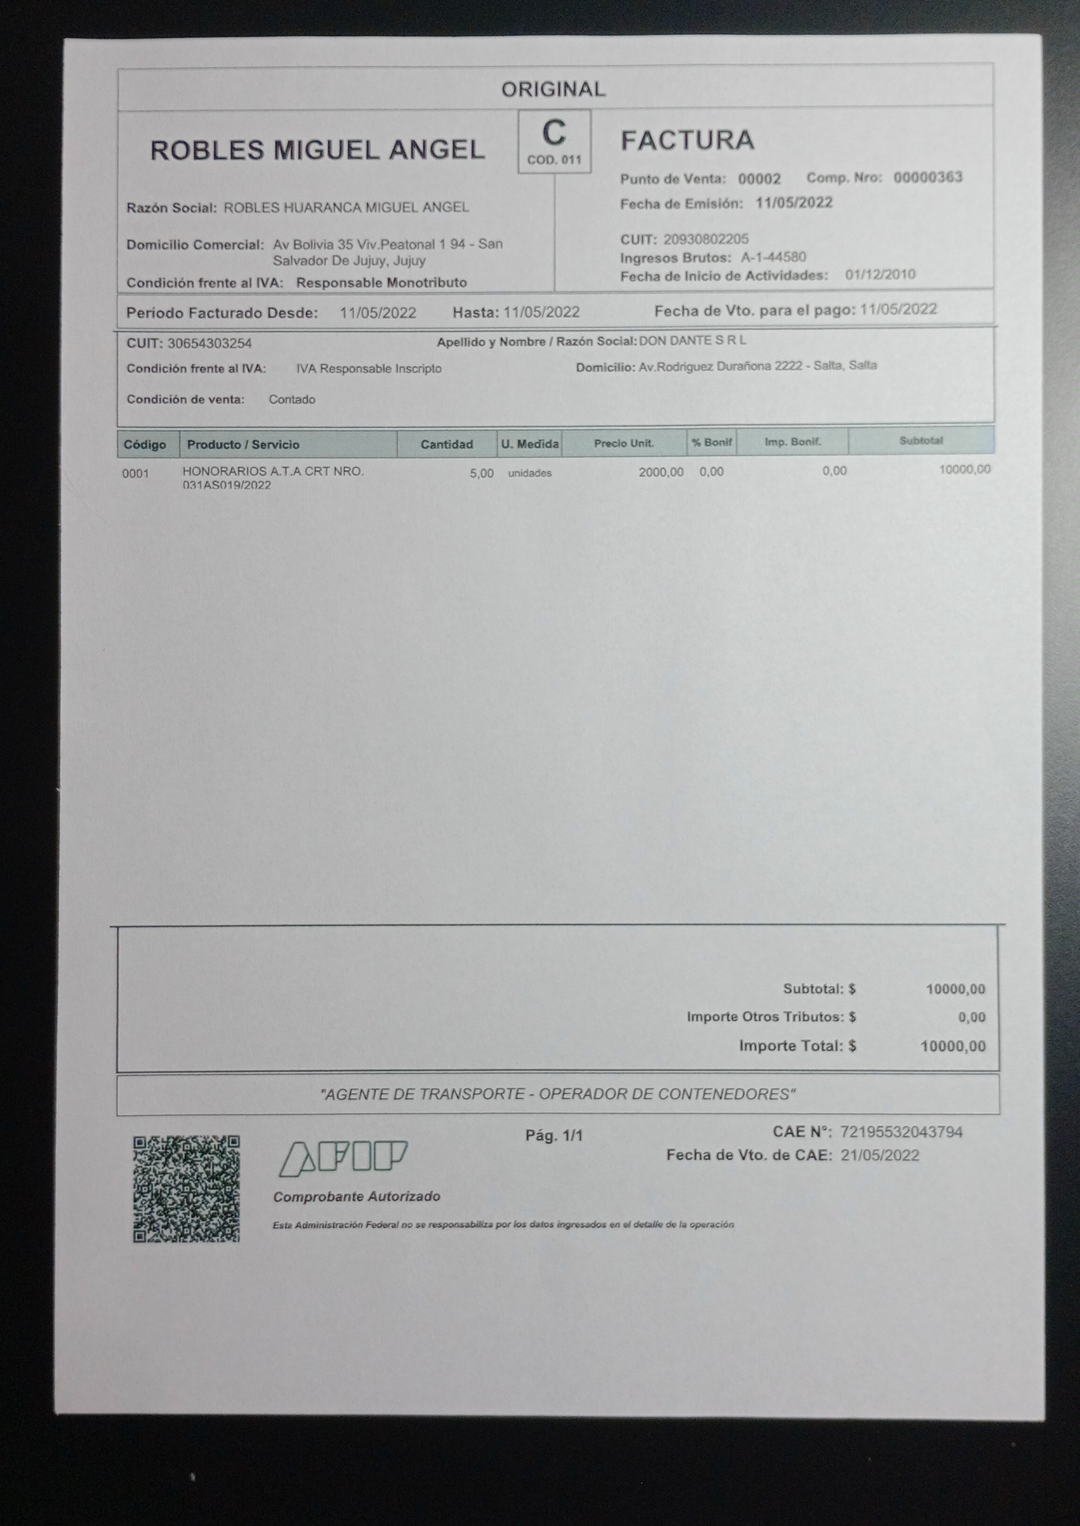 ORIGINAL
ROBLES MIGUEL ANGEL
C
COD. 011
FACTURA
Punto de Venta: 00002 Comp. Nro: 00000363
Razón Social: ROBLES HUARANCA MIGUEL ANGEL
Fecha de Emisión: 11/05/2022
Domicilio Comercial: Av Bolivia 35 Viv.Peatonal 1 94 - San
Salvador De Jujuy, Jujuy
CUIT: 20930802205
Ingresos Brutos: A-1-44580
Condición frente al IVA: Responsable Monotributo
Fecha de Inicio de Actividades: 01/12/2010
Período Facturado Desde: 11/05/2022 Hasta: 11/05/2022 Fecha de Vto. para el pago: 11/05/2022
CUIT: 30654303254 Apellido y Nombre / Razón Social: DON DANTE S R L
Condición frente al IVA: IVA Responsable Inscripto Domicilio: Av.Rodriguez Durañona 2222 - Salta, Salta
Condición de venta: Contado
Código Producto / Servicio Cantidad U. Medida Precio Unit. % Bonif Imp. Bonif. Subtotal
0001 HONORARIOS A.T.A CRT NRO. 5,00 unidades 2000,00 0,00 0,00 10000,00
031AS019/2022
Subtotal: $ 10000,00
Importe Otros Tributos: $ 0,00
Importe Total: $ 10000,00
"AGENTE DE TRANSPORTE - OPERADOR DE CONTENEDORES"
AFIP
Pág. 1/1
CAE N°: 72195532043794
Fecha de Vto. de CAE: 21/05/2022
Comprobante Autorizado
Esta Administración Federal no se responsabiliza por los datos ingresados en el detalle de la operación